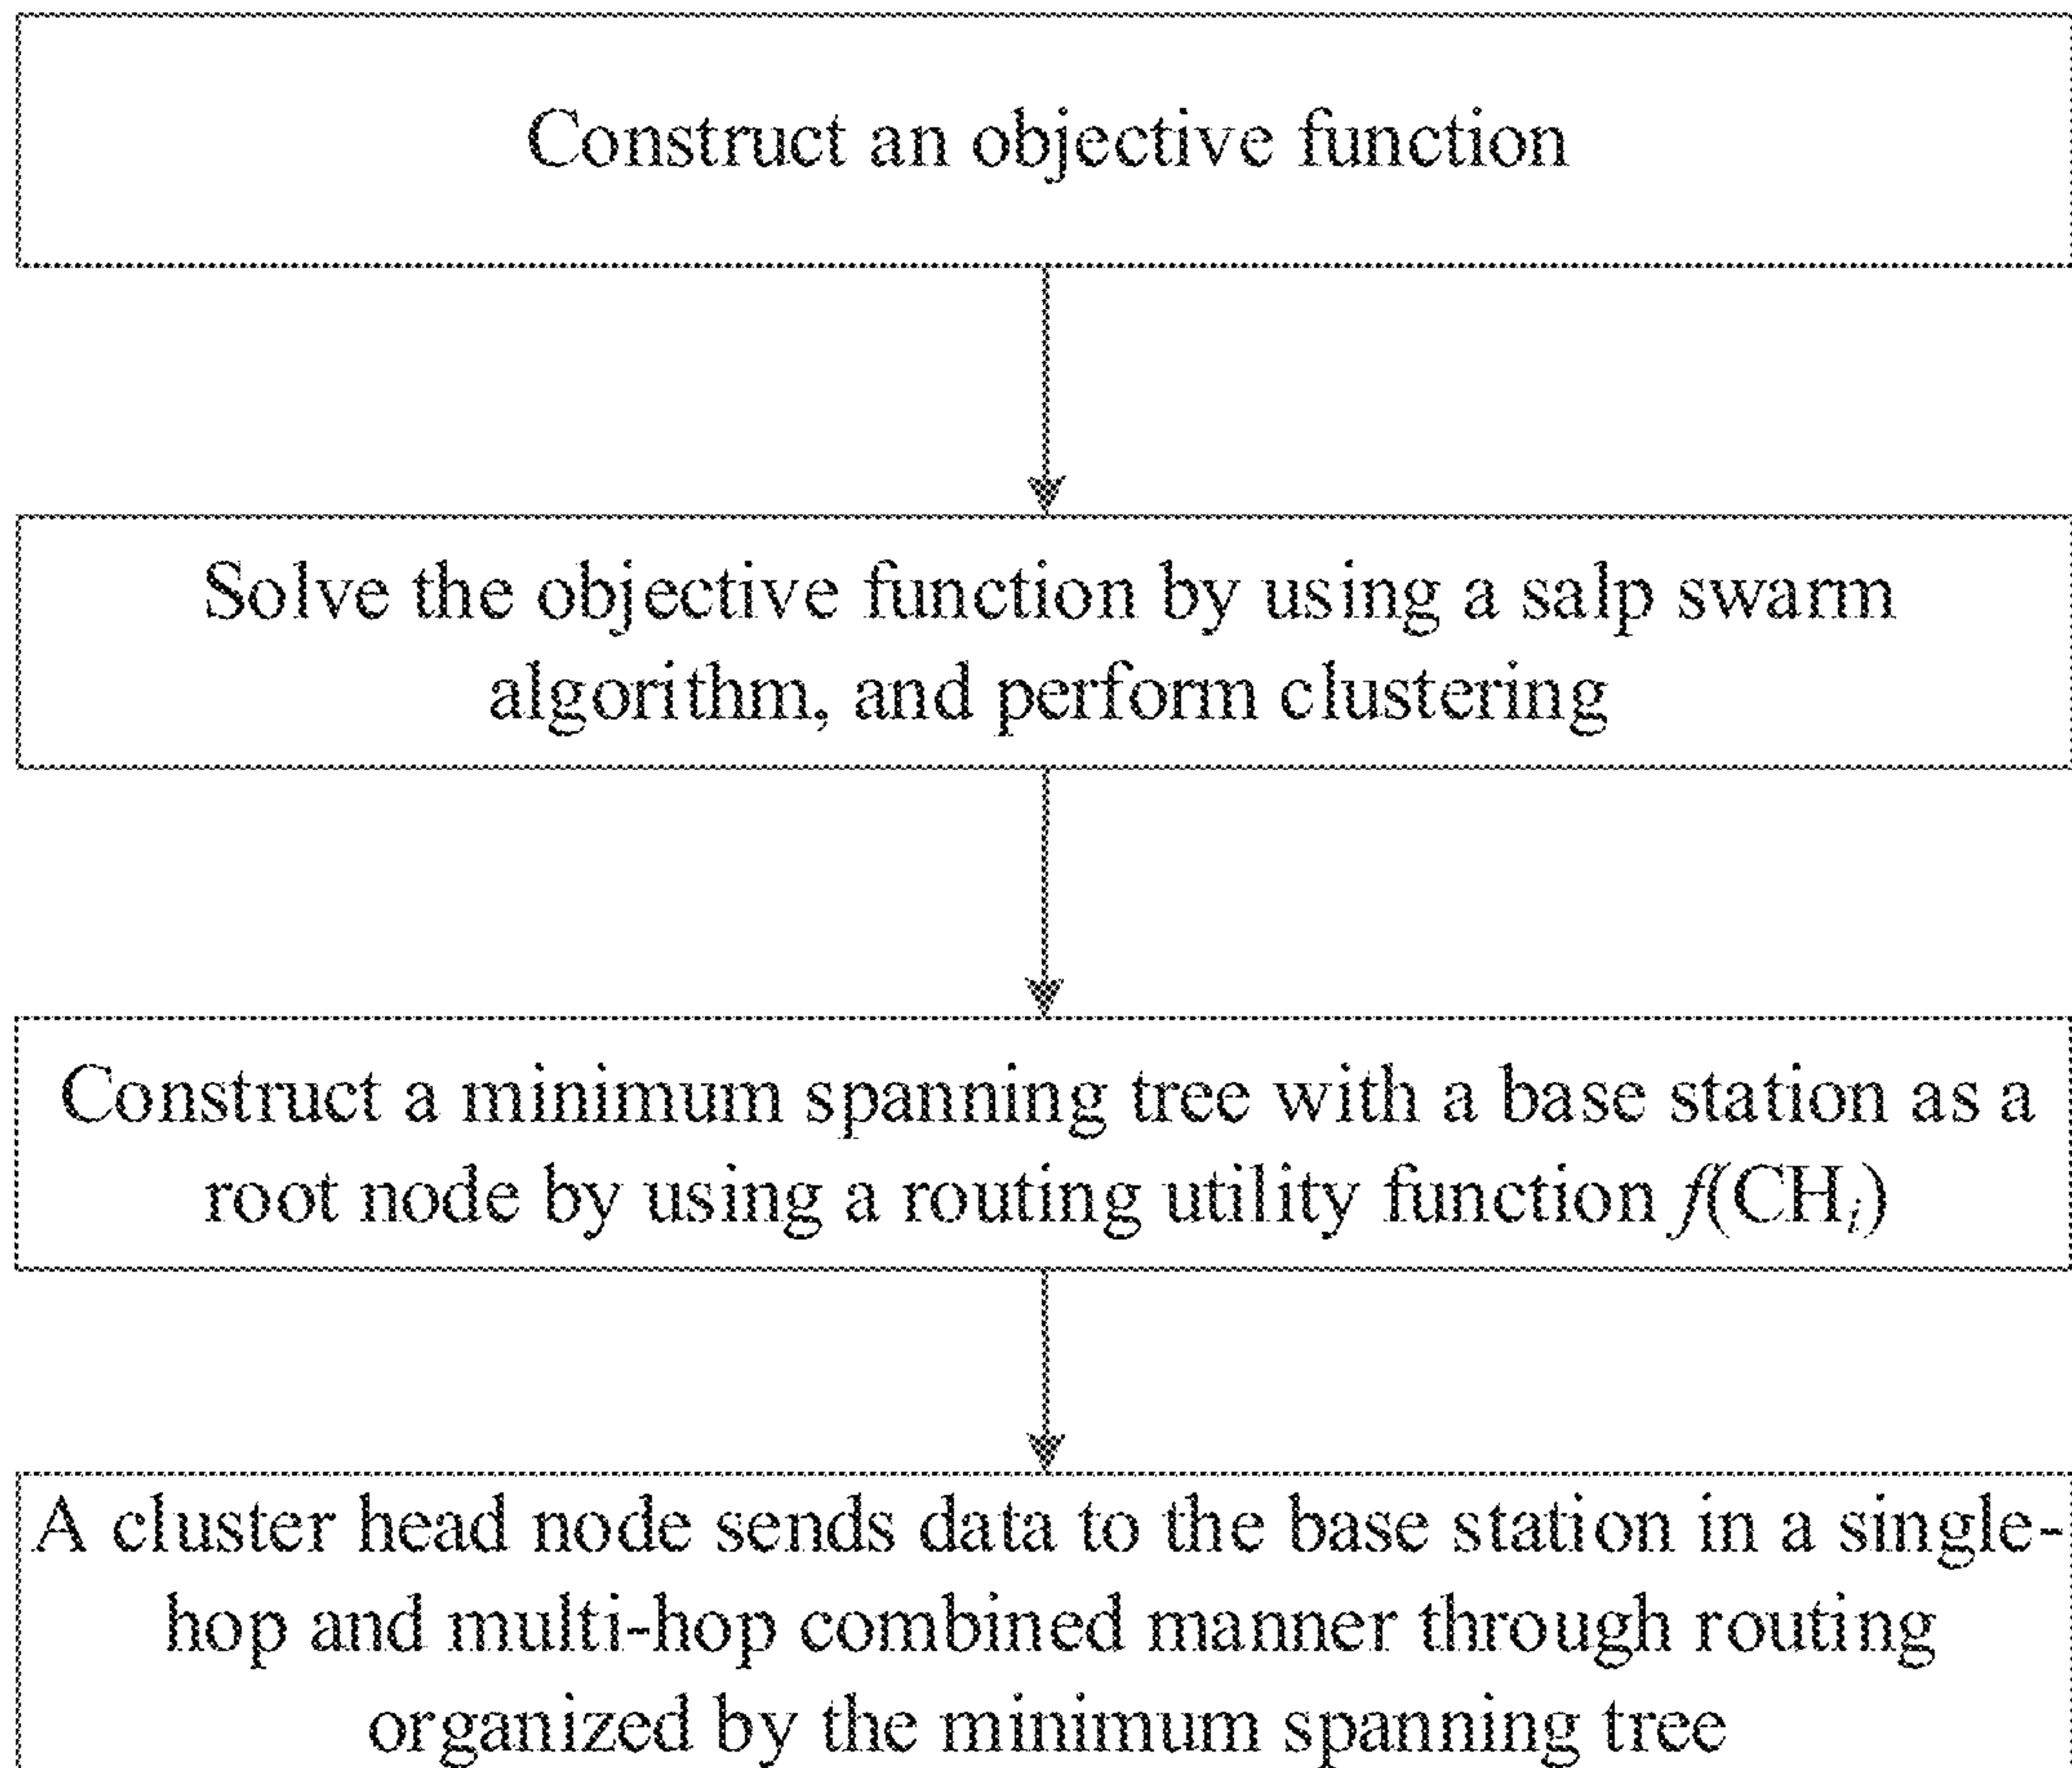 Construct an objective function
Solve the objective function by using a salp swarm
algorithm, and perform clustering
Construct a minimum spanning tree with a base station as a
root node by using a routing utility function f(CHᵢ)
A cluster head node sends data to the base station in a single-
hop and multi-hop combined manner through routing
organized by the minimum spanning tree